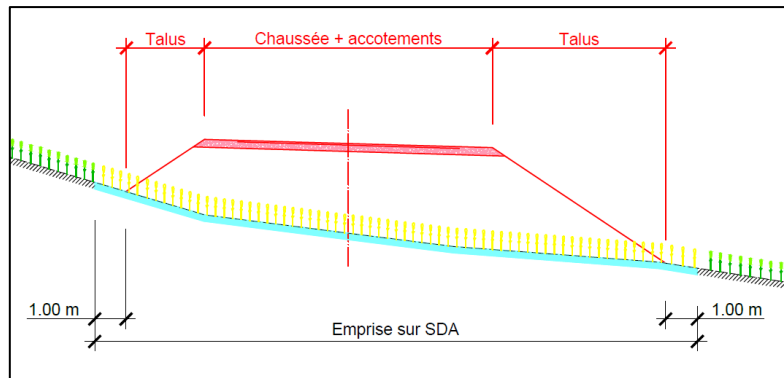 Talus
Chaussée + accotements
Talus
1.00 m
1.00 m
Emprise sur SDA